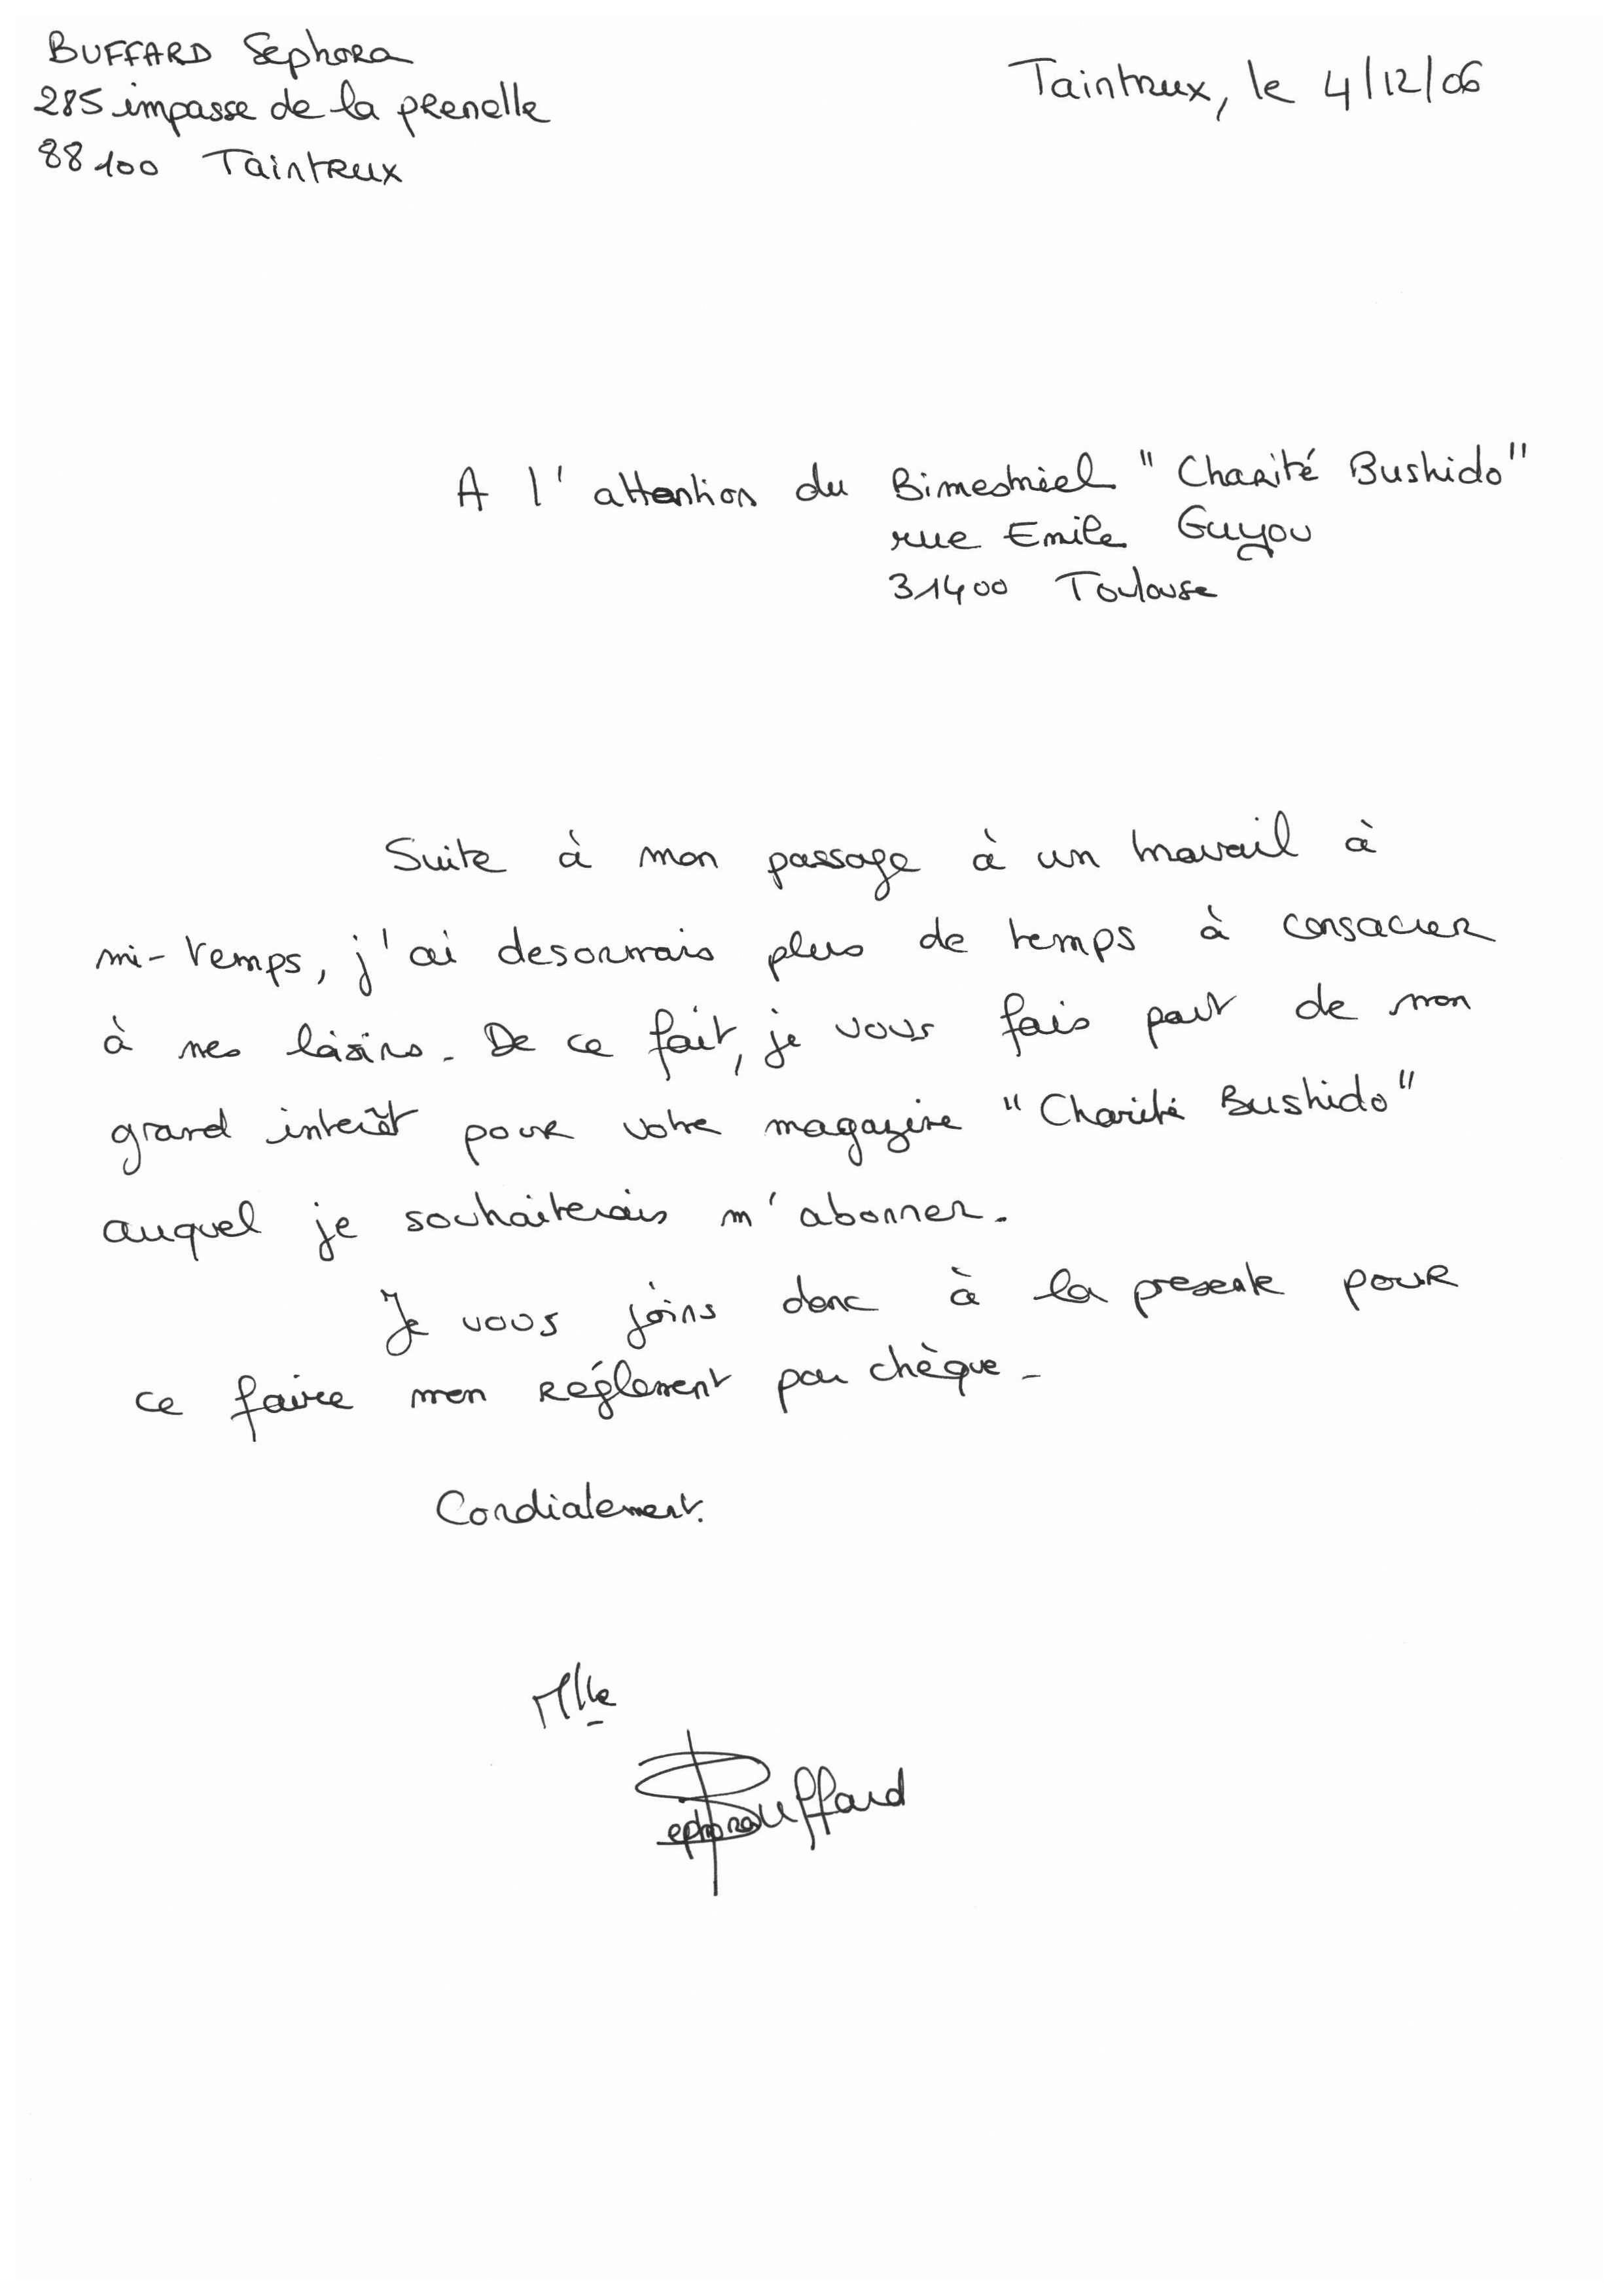 BUFFARD Sephora
285 impasse de la prenelle
88100 Taintrux
Taintrux, le 4/12/06
A l'attention du Bimestriel "Charité Bushido"
rue Emile Guyou
31400 Toulouse
Suite à mon passage à un travail à
mi-temps, j'ai desormais plus de temps à consacrer
à mes loisirs. De ce fait, je vous fais part de mon
grand interêt pour votre magazine "Charité Bushido"
auquel je souhaiterais m'abonner.
Je vous joins donc à la presente pour
ce faire mon réglement par chèque.
Cordialement.
Mlle
Sephora Buffard